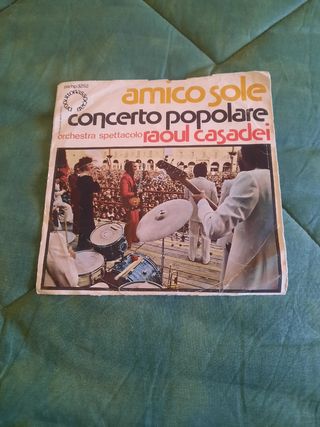 amico sole
concerto popolare
orchestra spettacolo raoul casadei